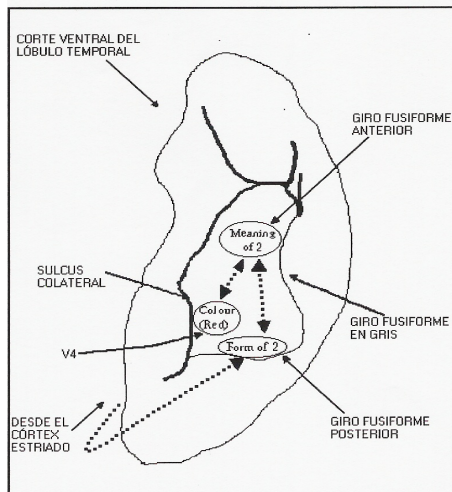 CORTE VENTRAL DEL
LÓBULO TEMPORAL
GIRO FUSIFORME
ANTERIOR
Meaning
of 2
SULCUS
COLATERAL
Colour
(Red)
GIRO FUSIFORME
EN GRIS
V4
Form of 2
DESDE EL
CÓRTEX
ESTRIADO
GIRO FUSIFORME
POSTERIOR